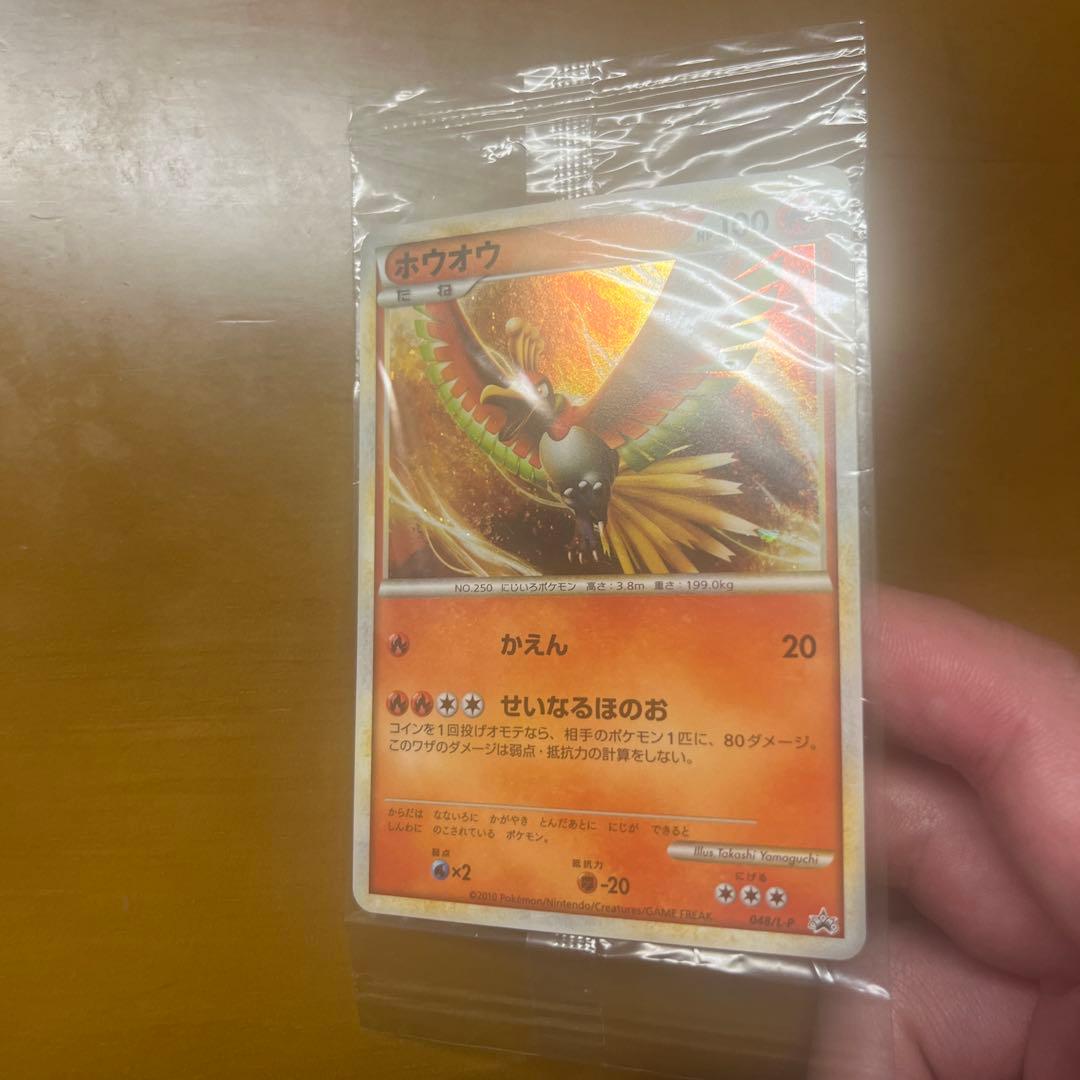 ホウオウ
HP 100
たね
NO.250 にじいろポケモン 高さ：3.8m 重さ：199.0kg
かえん 20
せいなるほのお
コインを1回投げオモテなら、相手のポケモン1匹に、80ダメージ。
このワザのダメージは弱点・抵抗力の計算をしない。
からだは なないろに かがやき とんだあとに にじが できると
しんわに のこされている ポケモン。
Illus. Takashi Yamaguchi
弱点 抵抗力 にげる
×2 -20
©2010 Pokémon/Nintendo/Creatures/GAME FREAK.
048/L-P